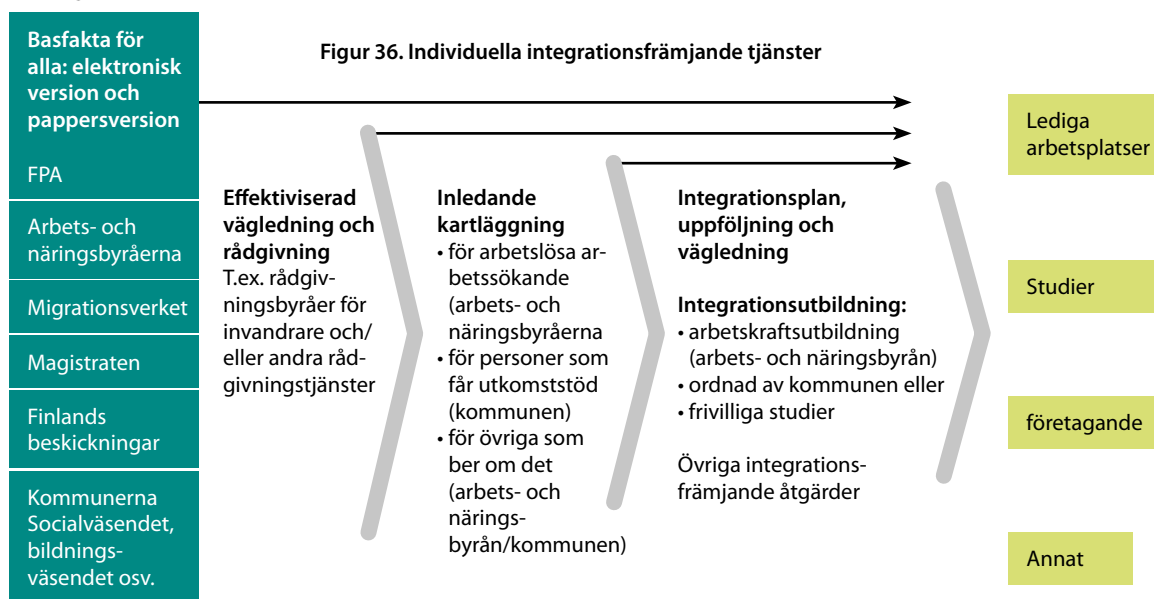 Figur 36. Individuella integrationsfrämjande tjänster
Basfakta för
alla: elektronisk
version och
pappersversion
FPA
Arbets- och
näringsbyråerna
Migrationsverket
Magistraten
Finlands
beskickningar
Kommunerna
Socialväsendet,
bildnings-
väsendet osv.
Effektiviserad
vägledning och
rådgivning
T.ex. rådgiv-
ningsbyråer för
invandrare och/
eller andra råd-
givningstjänster
Inledande
kartläggning
• för arbetslösa ar-
betssökande
(arbets- och
näringsbyråerna
• för personer som
får utkomststöd
(kommunen)
• för övriga som
ber om det
(arbets- och
närings-
byrån/kommunen)
Integrationsplan,
uppföljning och
vägledning
Integrationsutbildning:
• arbetskraftsutbildning
(arbets- och näringsbyrån)
• ordnad av kommunen eller
• frivilliga studier
Övriga integrations-
främjande åtgärder
Lediga
arbetsplatser
Studier
företagande
Annat